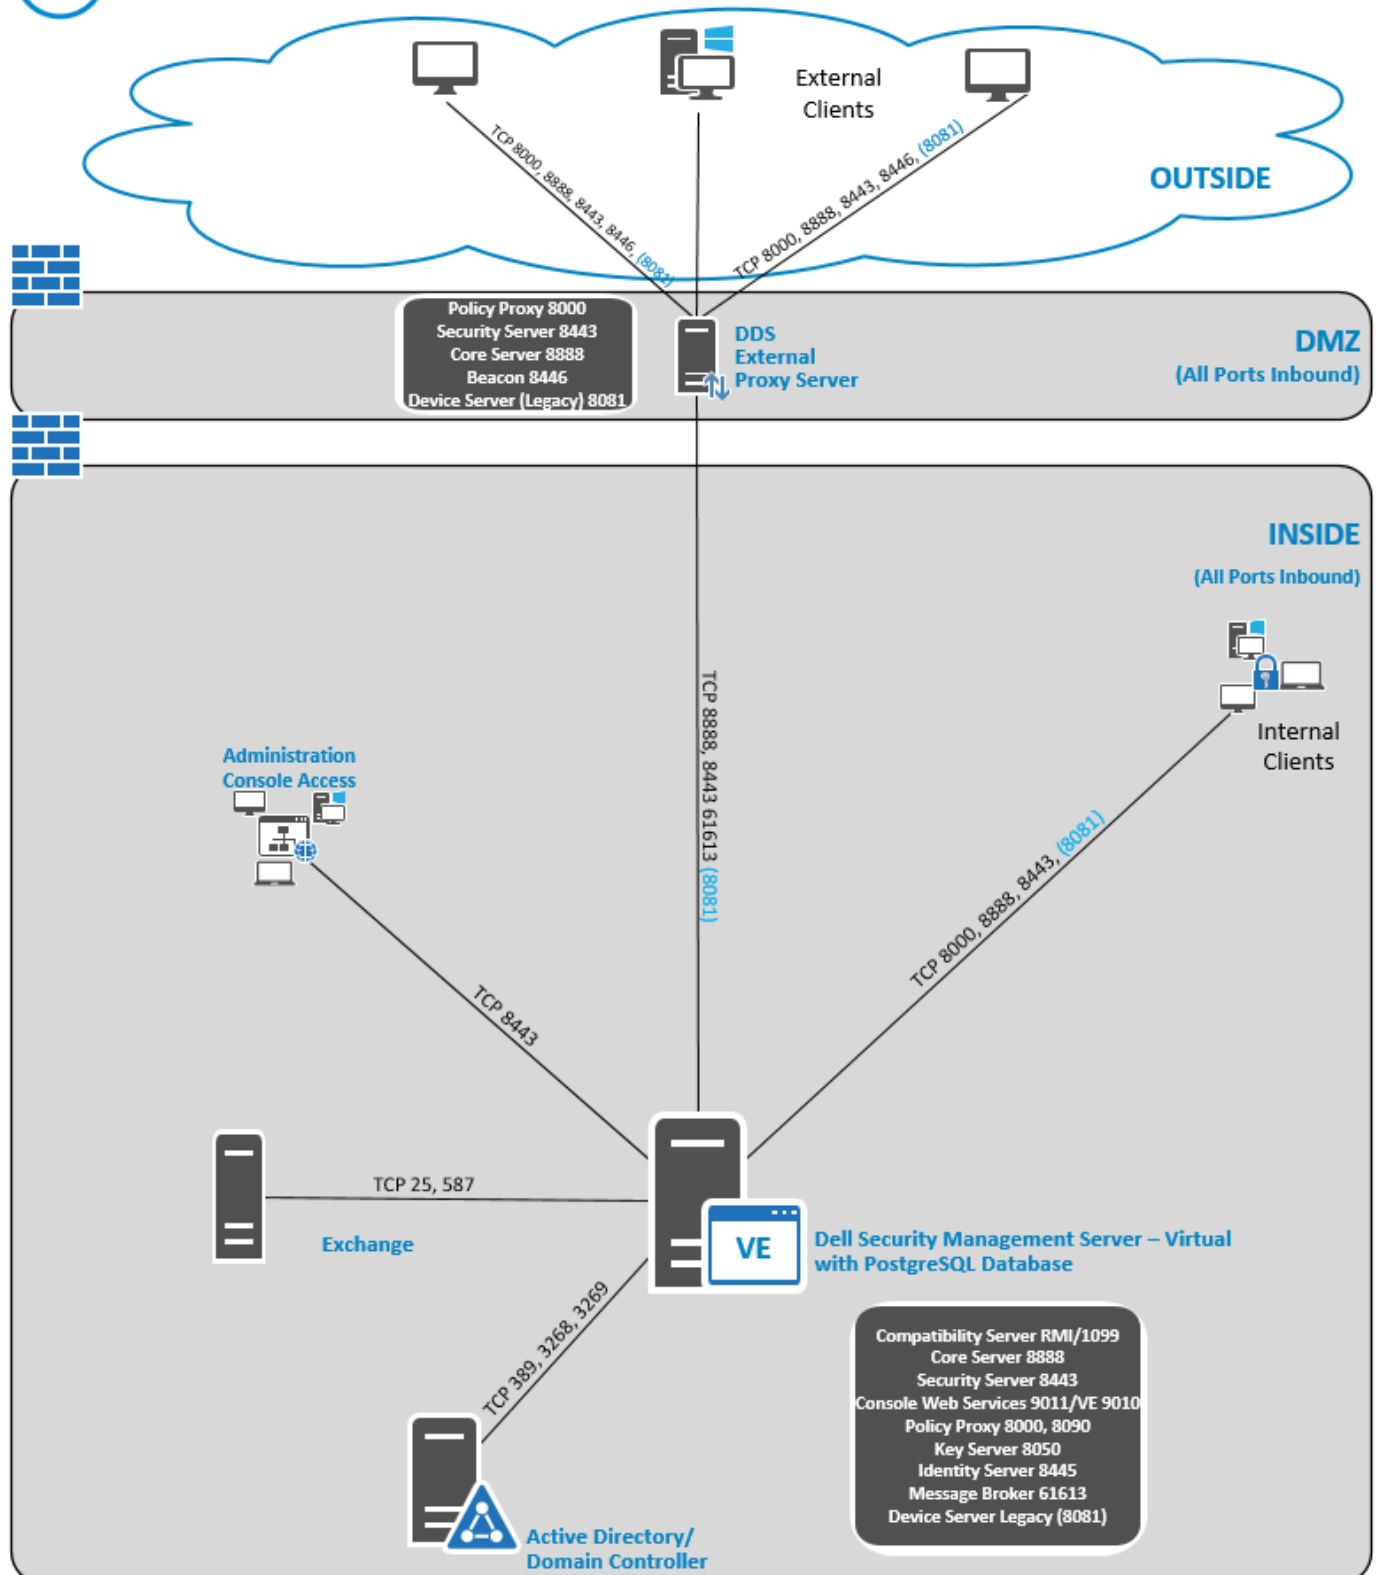 External
Clients
TCP 8000, 8888, 8443, 8446, (8081)
TCP 8000, 8888, 8443, 8446, (8081)
OUTSIDE
Policy Proxy 8000
Security Server 8443
Core Server 8888
Beacon 8446
Device Server (Legacy) 8081
DDS
External
Proxy Server
DMZ
(All Ports Inbound)
INSIDE
(All Ports Inbound)
TCP 8888, 8443 61613 (8081)
Internal
Clients
Administration
Console Access
TCP 8000, 8888, 8443, (8081)
TCP 8443
TCP 25, 587
Exchange
VE
Dell Security Management Server – Virtual
with PostgreSQL Database
TCP 389, 3268, 3269
Compatibility Server RMI/1099
Core Server 8888
Security Server 8443
Console Web Services 9011/VE 9010
Policy Proxy 8000, 8090
Key Server 8050
Identity Server 8445
Message Broker 61613
Device Server Legacy (8081)
Active Directory/
Domain Controller